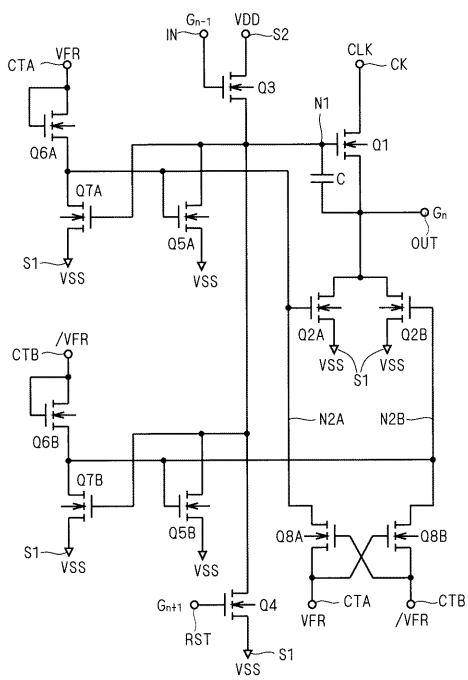 Gn-1
VDD
IN
S2
VFR
CTA
CLK
CK
Q3
N1
Q6A
Q1
Q7A
C
Gn
OUT
Q5A
S1
VSS
VSS
Q2A
Q2B
/VFR
CTB
VSS
S1
VSS
Q6B
N2A
N2B
Q7B
Q5B
Q8A
Q8B
S1
VSS
VSS
Gn+1
Q4
CTA
CTB
RST
VFR
/VFR
S1
VSS